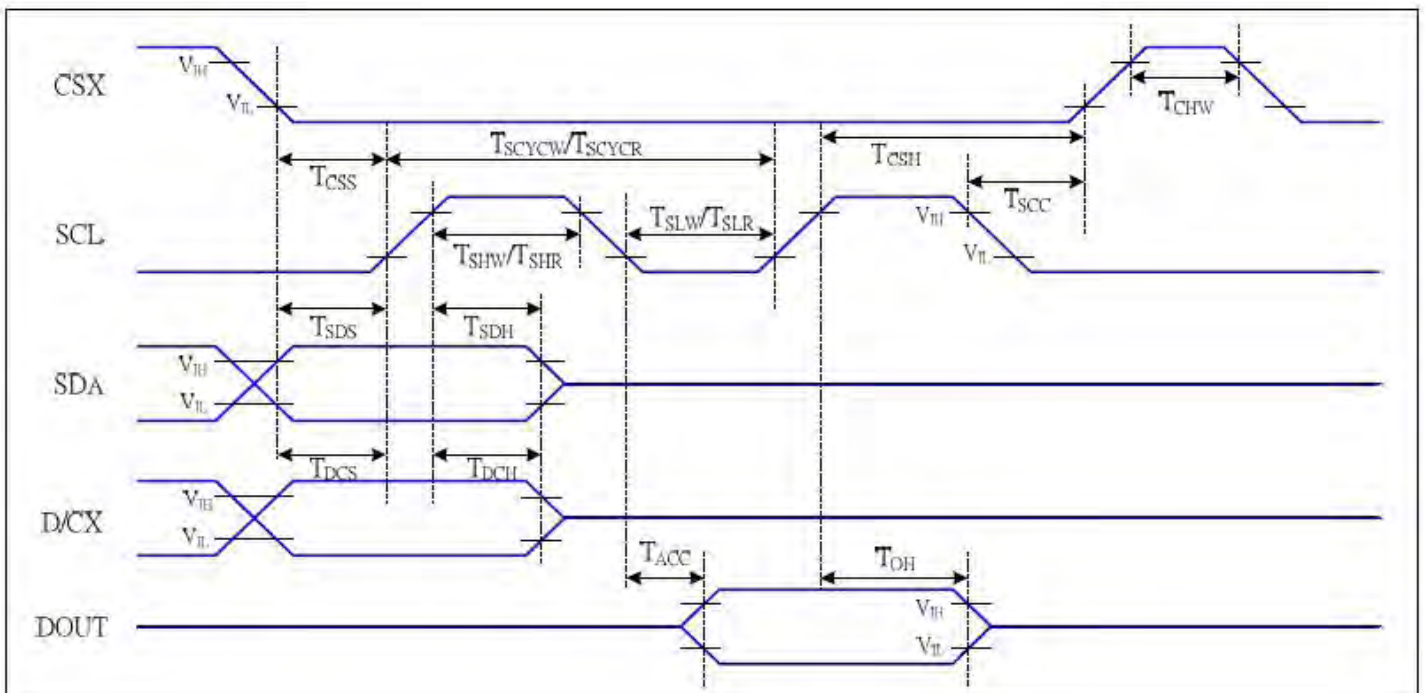 CSX
VIH
VIL
TCHW
TSCYCW/TSCYCR
TCSH
TCSS
TSCC
SCL
TSLW/TSLR
VIH
TSHW/TSHR
VIL
TSDS
TSDH
SDA
VIH
VIL
TDCS
TDCH
D/CX
VIH
VIL
TACC
TOH
DOUT
VIH
VIL